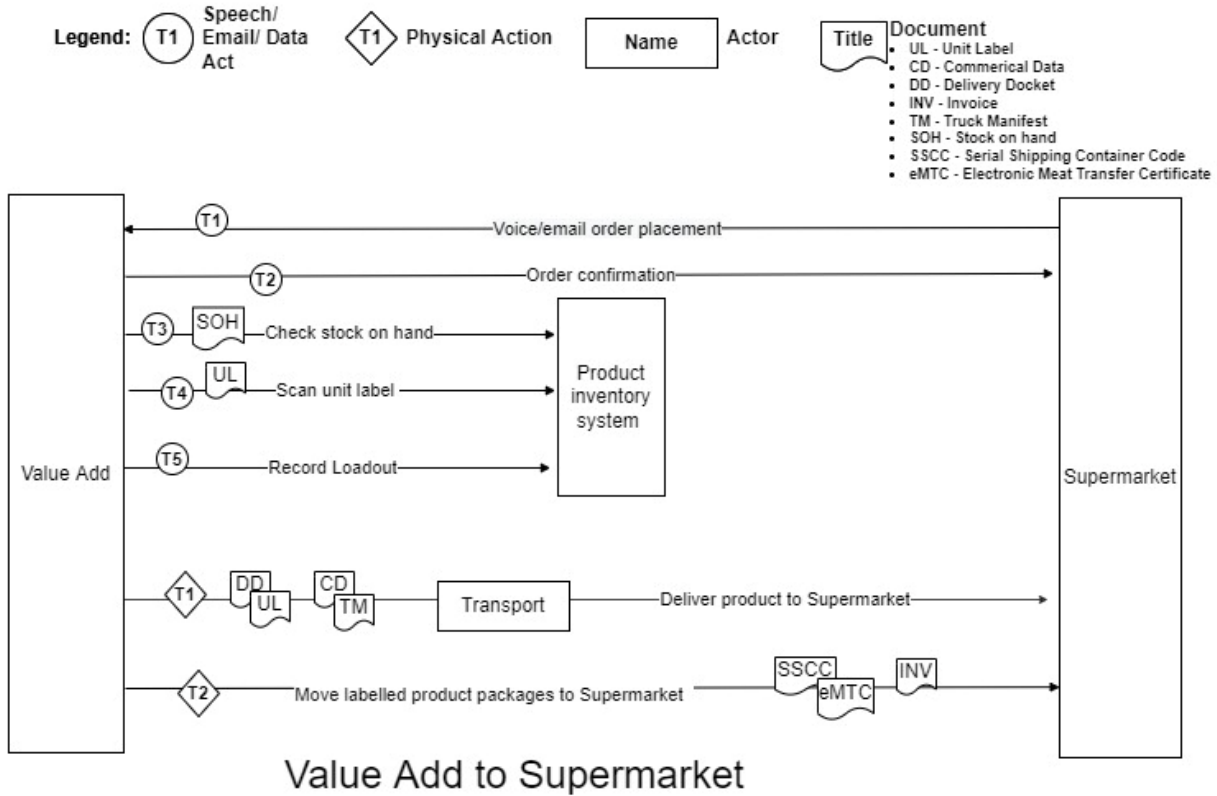 Legend:
T1
Speech/
Email/ Data
Act
T1
Physical Action
Name
Actor
Title
Document
• UL - Unit Label
• CD - Commerical Data
• DD - Delivery Docket
• INV - Invoice
• TM - Truck Manifest
• SOH - Stock on hand
• SSCC - Serial Shipping Container Code
• eMTC - Electronic Meat Transfer Certificate
Value Add
T1
Voice/email order placement
T2
Order confirmation
T3
SOH
Check stock on hand
T4
UL
Scan unit label
T5
Record Loadout
Product
inventory
system
Supermarket
T1
DD
UL
CD
TM
Transport
Deliver product to Supermarket
T2
Move labelled product packages to Supermarket
SSCC
eMTC
INV
Value Add to Supermarket